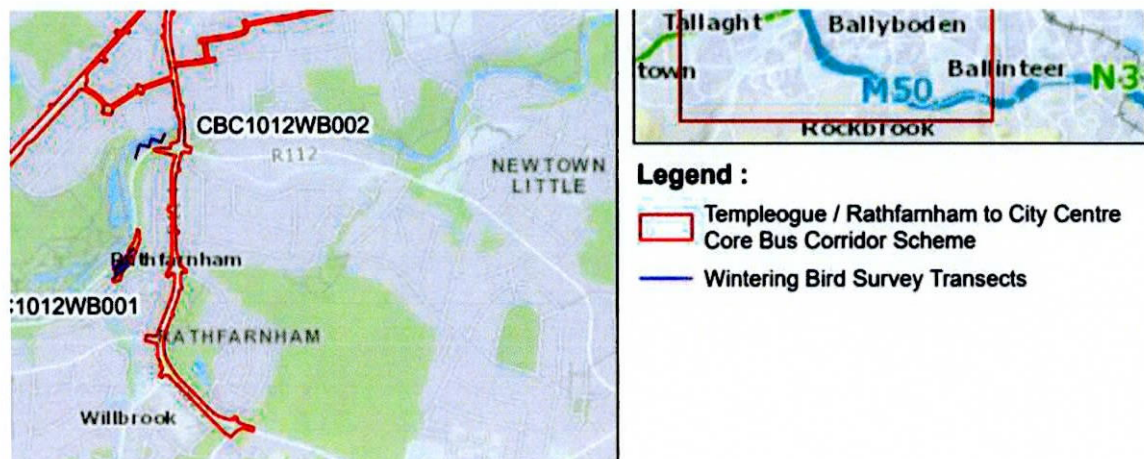 CBC1012WB002
R112
NEWTOWN
LITTLE
Rathfarnham
C1012WB001
RATHFARNHAM
Willbrook
Tallaght
Ballyboden
town
Ballinteer
M50
N3
Rockbrook
Legend :
Templeogue / Rathfarnham to City Centre
Core Bus Corridor Scheme
Wintering Bird Survey Transects